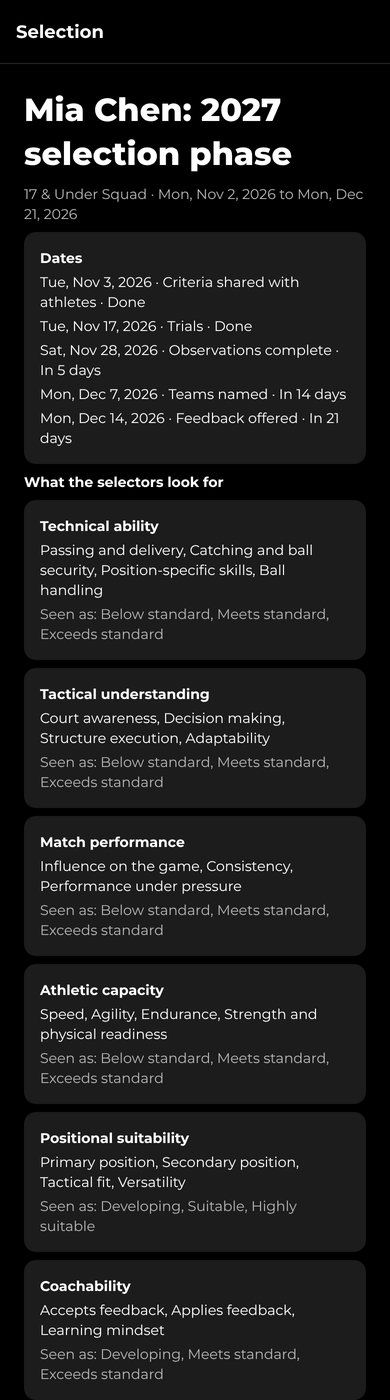 Selection
Mia Chen: 2027
selection phase
17 & Under Squad · Mon, Nov 2, 2026 to Mon, Dec
21, 2026
Dates
Tue, Nov 3, 2026 · Criteria shared with
athletes · Done
Tue, Nov 17, 2026 · Trials · Done
Sat, Nov 28, 2026 · Observations complete ·
In 5 days
Mon, Dec 7, 2026 · Teams named · In 14 days
Mon, Dec 14, 2026 · Feedback offered · In 21
days
What the selectors look for
Technical ability
Passing and delivery, Catching and ball
security, Position-specific skills, Ball
handling
Seen as: Below standard, Meets standard,
Exceeds standard
Tactical understanding
Court awareness, Decision making,
Structure execution, Adaptability
Seen as: Below standard, Meets standard,
Exceeds standard
Match performance
Influence on the game, Consistency,
Performance under pressure
Seen as: Below standard, Meets standard,
Exceeds standard
Athletic capacity
Speed, Agility, Endurance, Strength and
physical readiness
Seen as: Below standard, Meets standard,
Exceeds standard
Positional suitability
Primary position, Secondary position,
Tactical fit, Versatility
Seen as: Developing, Suitable, Highly
suitable
Coachability
Accepts feedback, Applies feedback,
Learning mindset
Seen as: Developing, Meets standard,
Exceeds standard